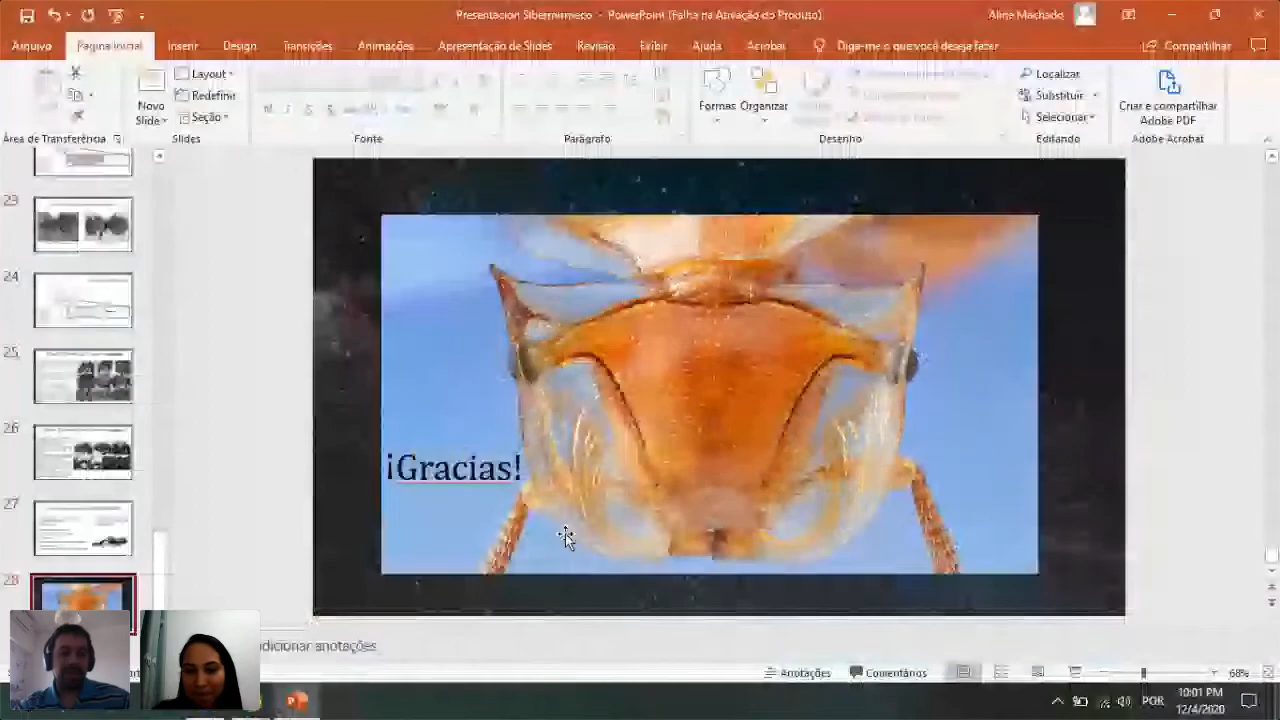 Presentacion Sibermirmeco - PowerPoint (Falha na Ativação do Produto)
Aline Machado
Arquivo Página Inicial Inserir Design Transições Animações Apresentação de Slides Revisão Exibir Ajuda Acrobat Diga-me o que você deseja fazer Compartilhar
Novo Slide
Layout
Redefinir
Seção
Formas Organizar
Localizar
Substituir
Selecionar
Criar e compartilhar Adobe PDF
Área de Transferência Slides Fonte Parágrafo Desenho Editando Adobe Acrobat
23
24
25
26
27
28
¡Gracias!
dicionar anotações
Anotações Comentários 68%
POR
10:01 PM
12/4/2020